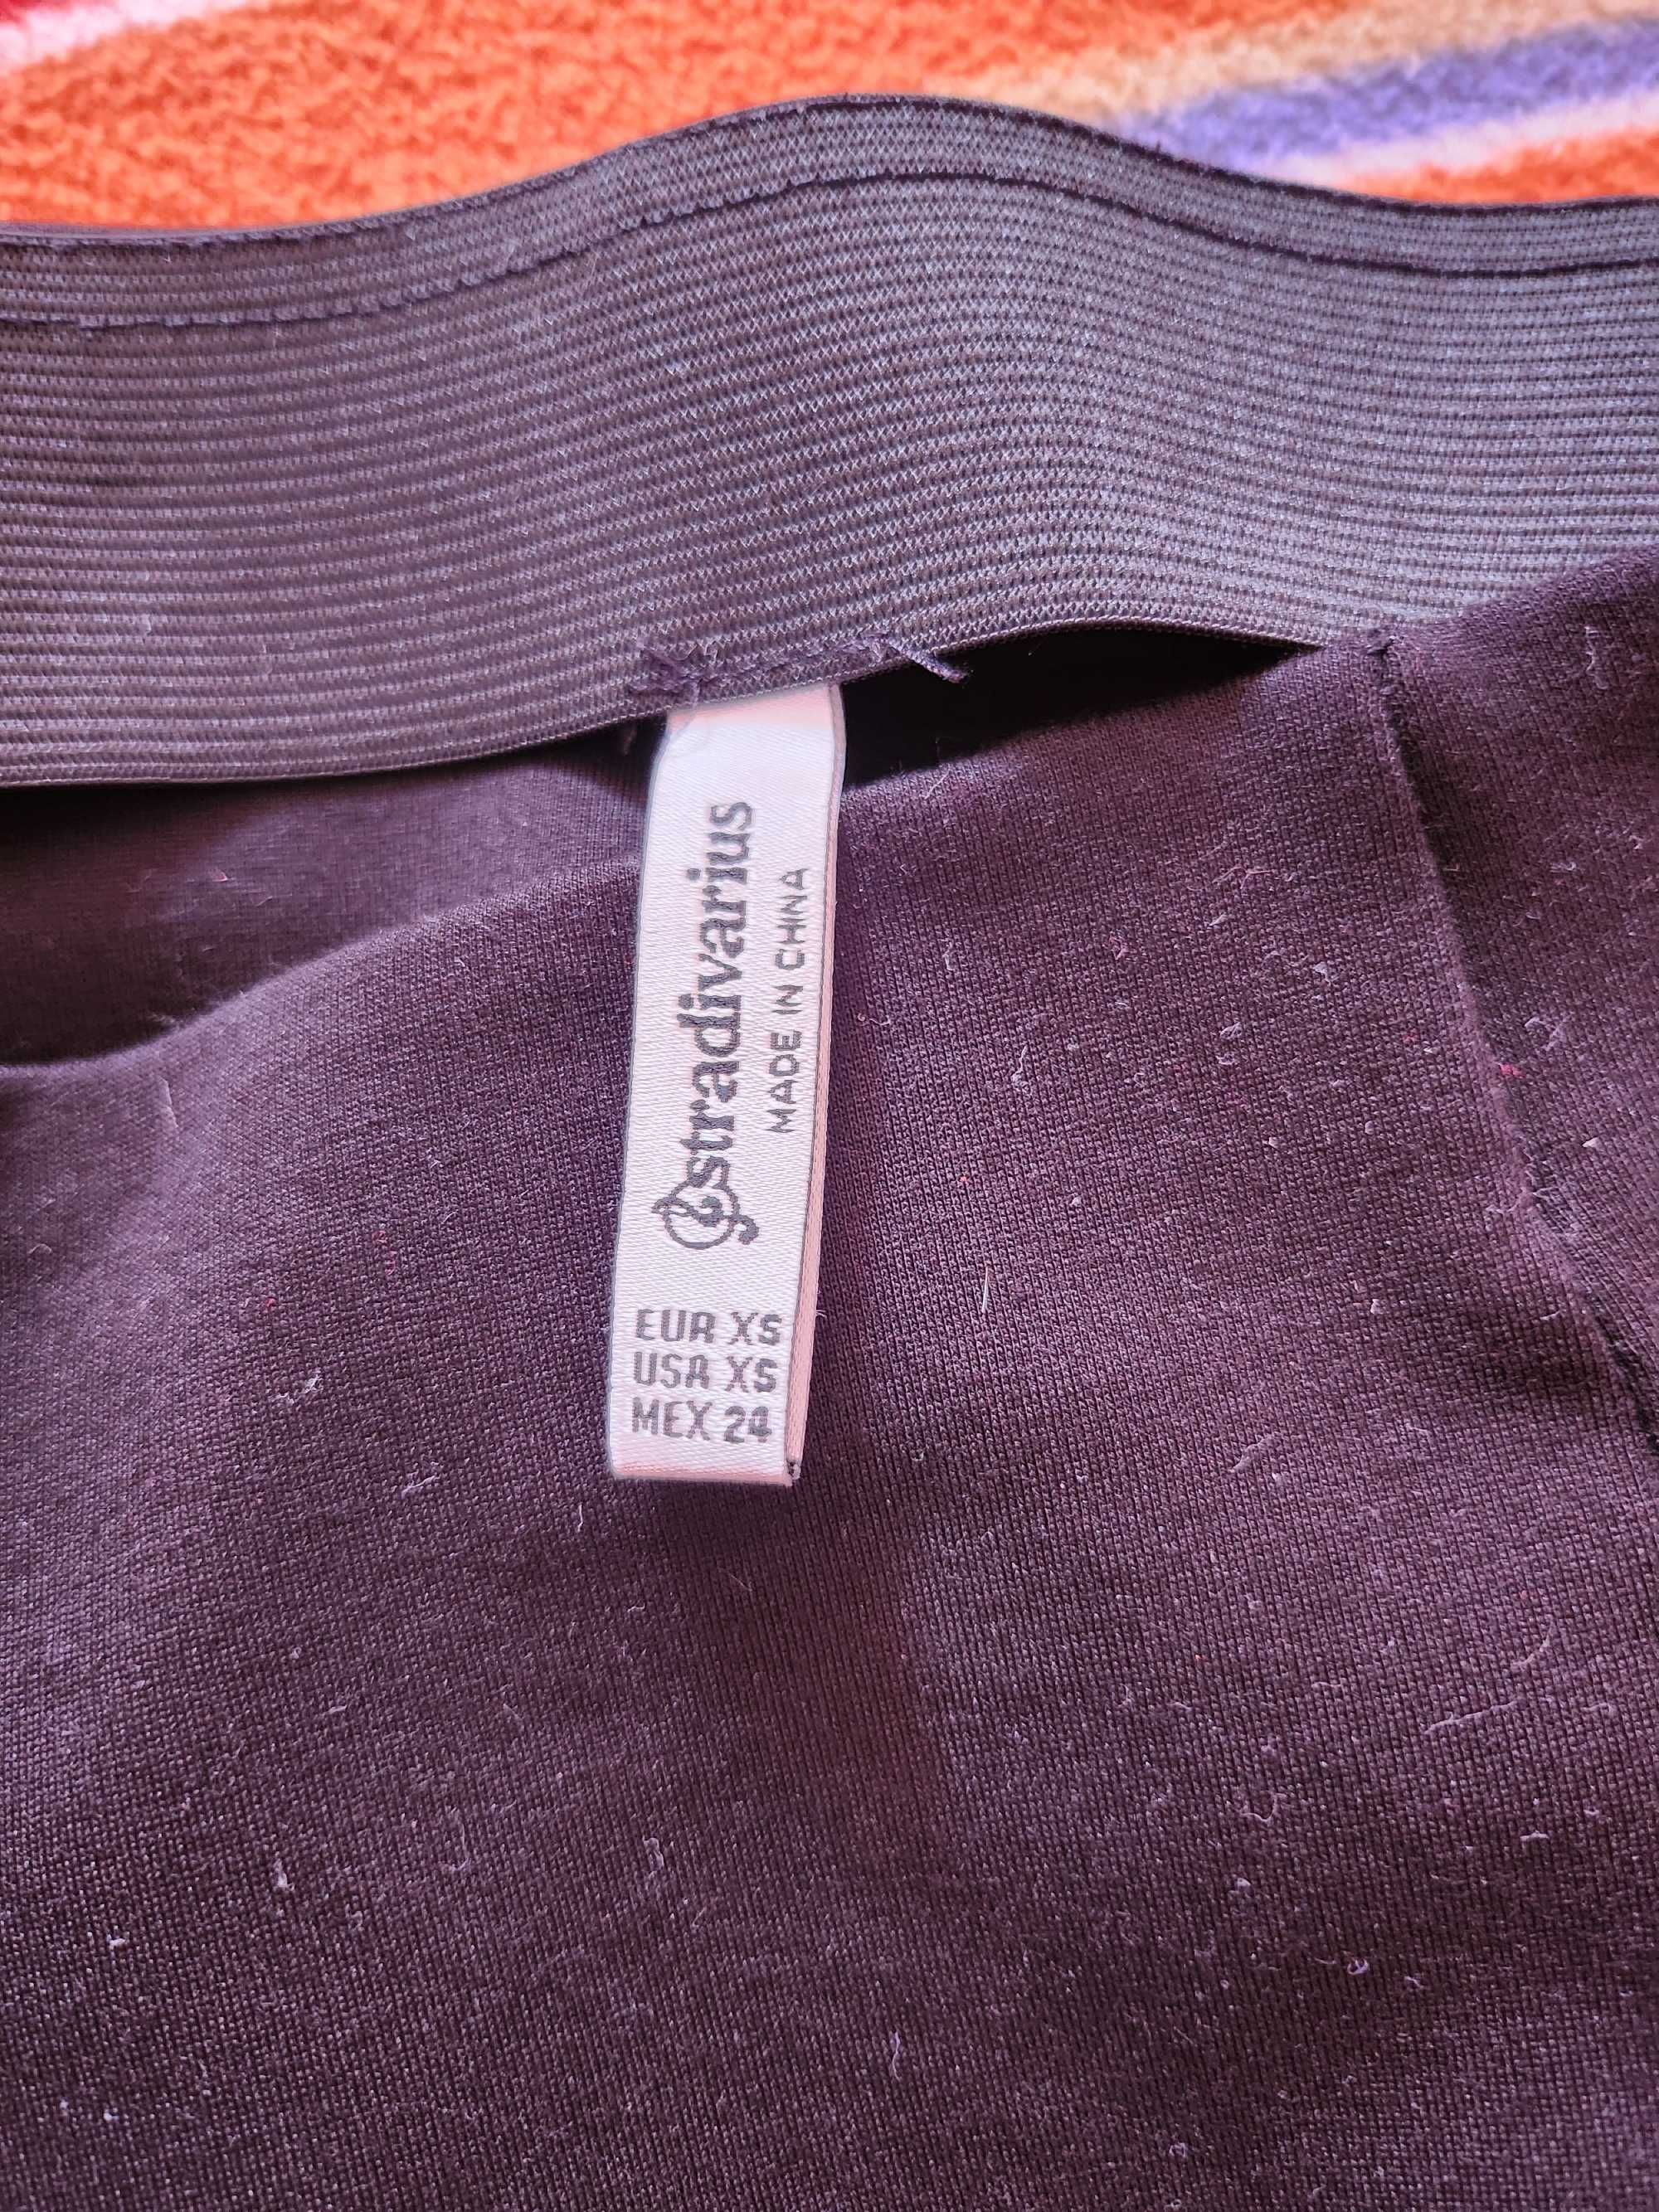 stradivarius
MADE IN CHINA
EUR XS
USA XS
MEX 24